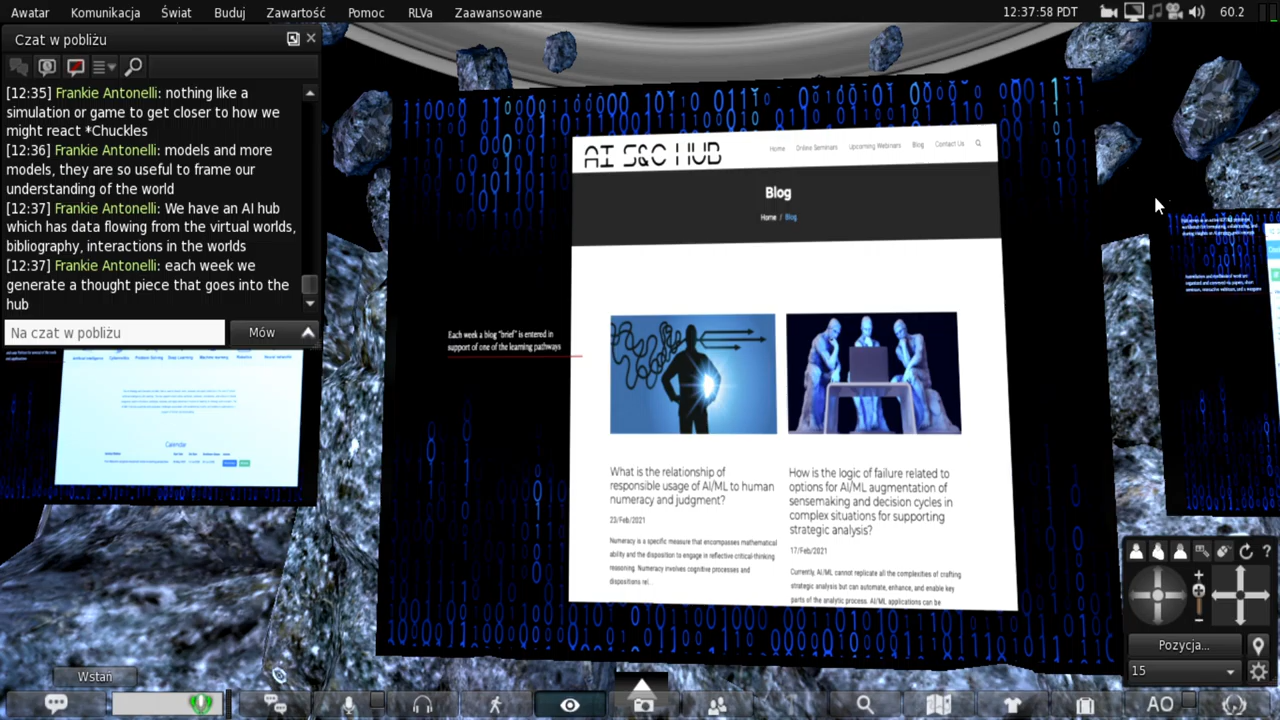 Awatar Komunikacja Świat Buduj Zawartość Pomoc RLVa Zaawansowane 12:37:58 PDT 60.2
Czat w pobliżu
[12:35] Frankie Antonelli: nothing like a
simulation or game to get closer to how we
might react *Chuckles
[12:36] Frankie Antonelli: models and non
models, they are on useful to frame our
understanding of the world
[12:37] Frankie Antonelli: We have an AI hub
which has knowing from the virtual worlds,
bibliography, interactions in the worlds
[12:37] Frankie Antonelli: each week we
generate a thought piece that goes into the
hub
Na czat w pobliżu Mów
Calendar
Each week a blog "brief" is entered in
support of one of the learning pathways
AI S&C HUB
Home Online Seminars Upcoming Webinars Blog Contact Us
Blog
Home / Blog
What is the relationship of
responsible usage of AI/ML to human
numeracy and judgment?
23/Feb/2021
Numeracy is a specific measure that encompasses mathematical
ability and the disposition to engage in reflective critical-thinking
reasoning. Numeracy involves cognitive processes and
dispositions rel...
How is the logic of failure related to
options for AI/ML augmentation of
sensemaking and decision cycles in
complex situations for supporting
strategic analysis?
17/Feb/2021
Currently, AI/ML cannot replicate all the complexities of crafting
strategic analysis but can automate, enhance, and enable key
parts of the analytic process. AI/ML applications can be
Pozycja...
15
Wstań
AO